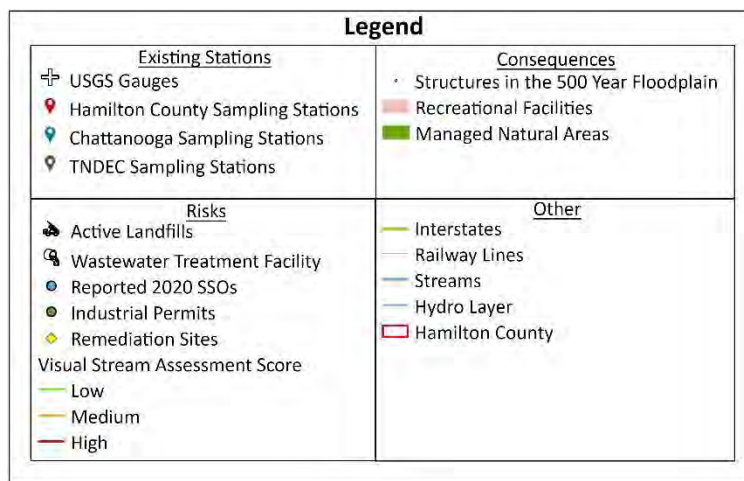 Legend
Existing Stations
USGS Gauges
Hamilton County Sampling Stations
Chattanooga Sampling Stations
TNDEC Sampling Stations
Consequences
Structures in the 500 Year Floodplain
Recreational Facilities
Managed Natural Areas
Risks
Active Landfills
Wastewater Treatment Facility
Reported 2020 SSOs
Industrial Permits
Remediation Sites
Visual Stream Assessment Score
Low
Medium
High
Other
Interstates
Railway Lines
Streams
Hydro Layer
Hamilton County